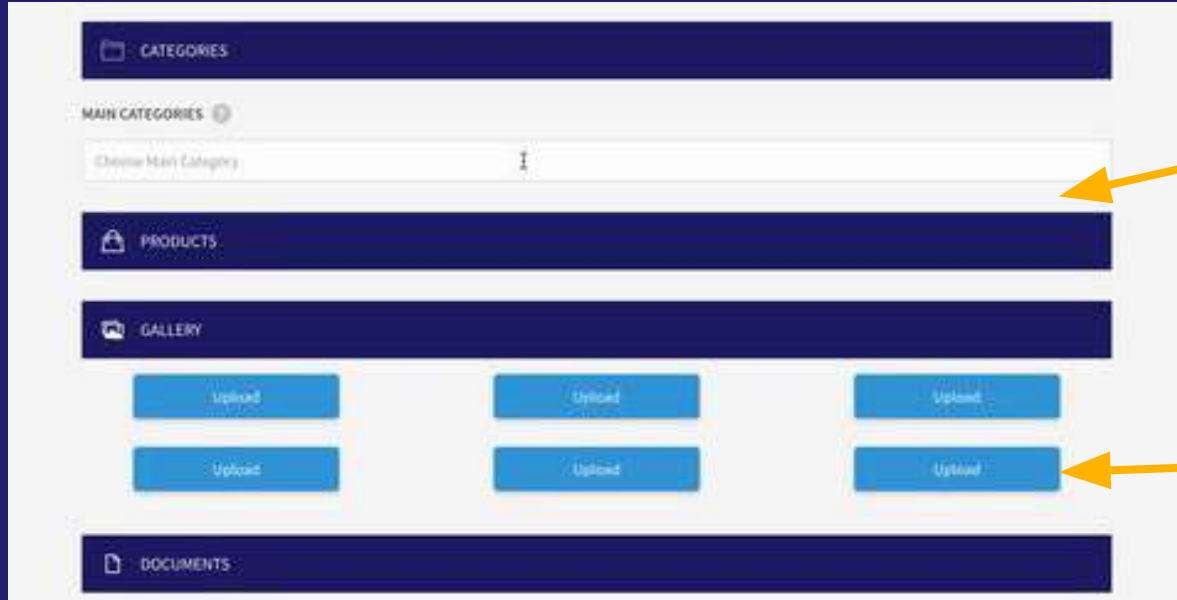 CATEGORIES
MAIN CATEGORIES
Choose Main Category
PRODUCTS
GALLERY
Upload Upload Upload
Upload Upload Upload
DOCUMENTS